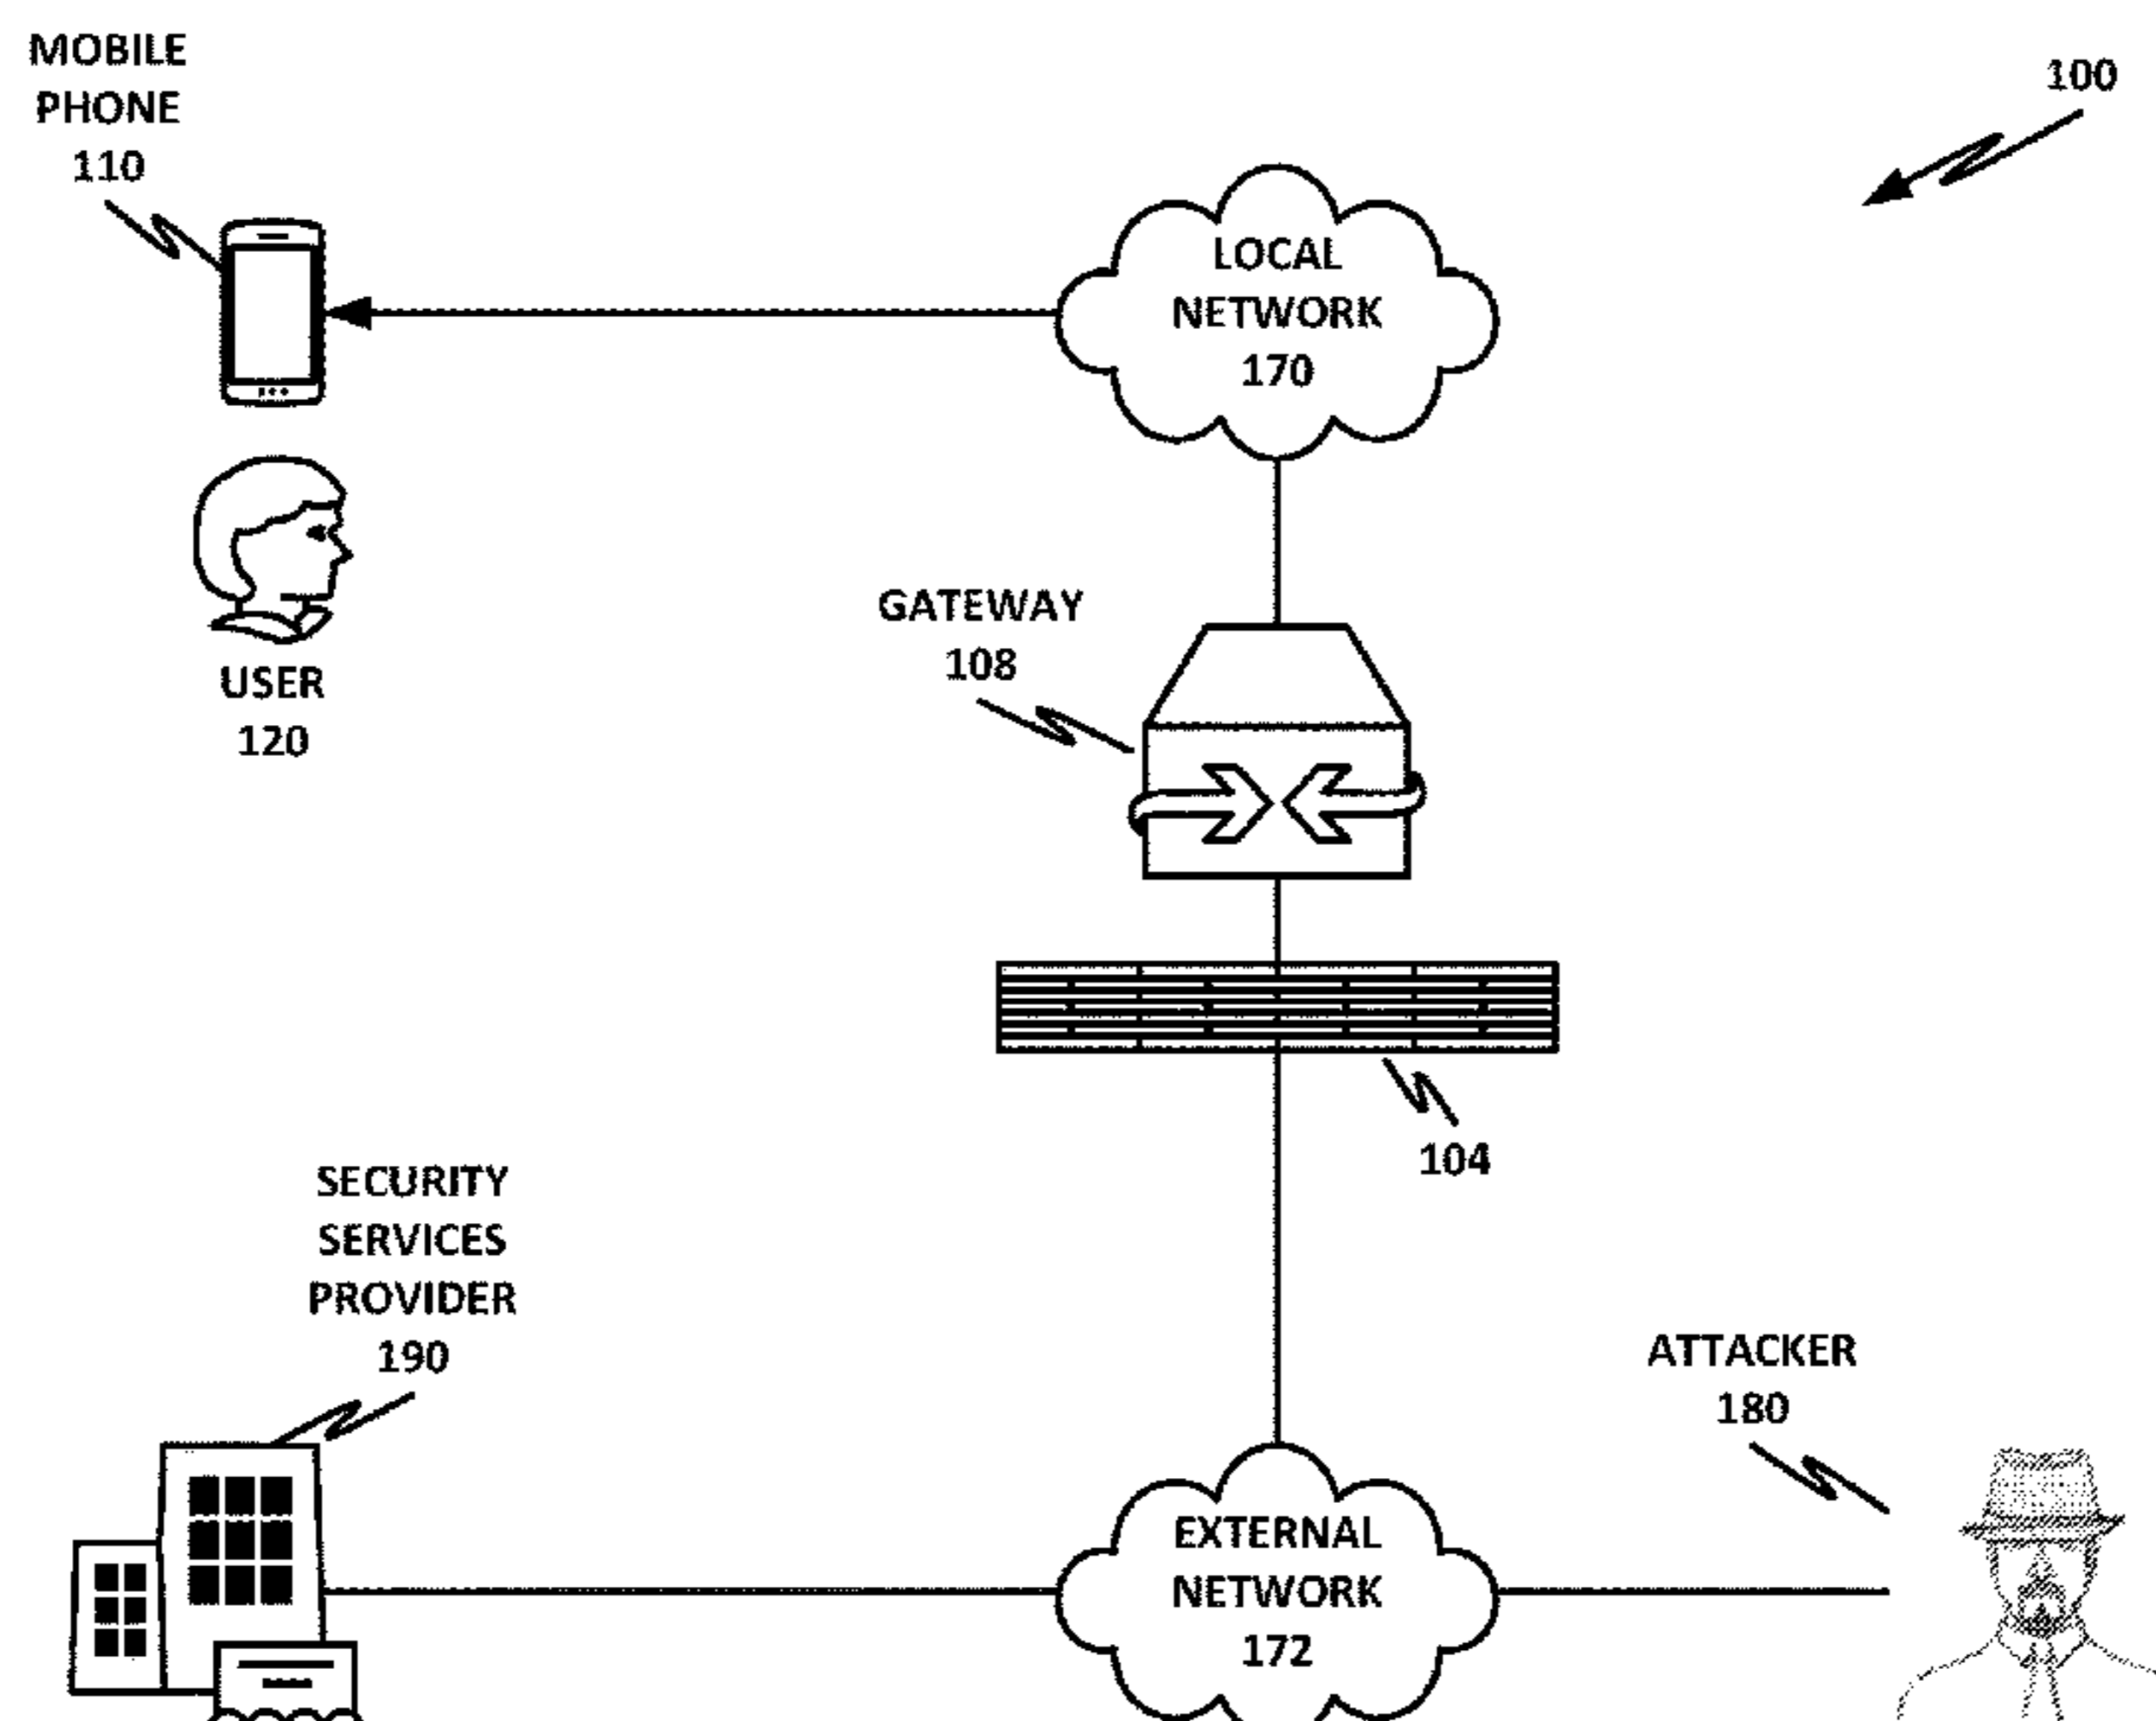 MOBILE
PHONE
110
100
LOCAL
NETWORK
170
GATEWAY
108
USER
120
104
SECURITY
SERVICES
PROVIDER
190
ATTACKER
180
EXTERNAL
NETWORK
172